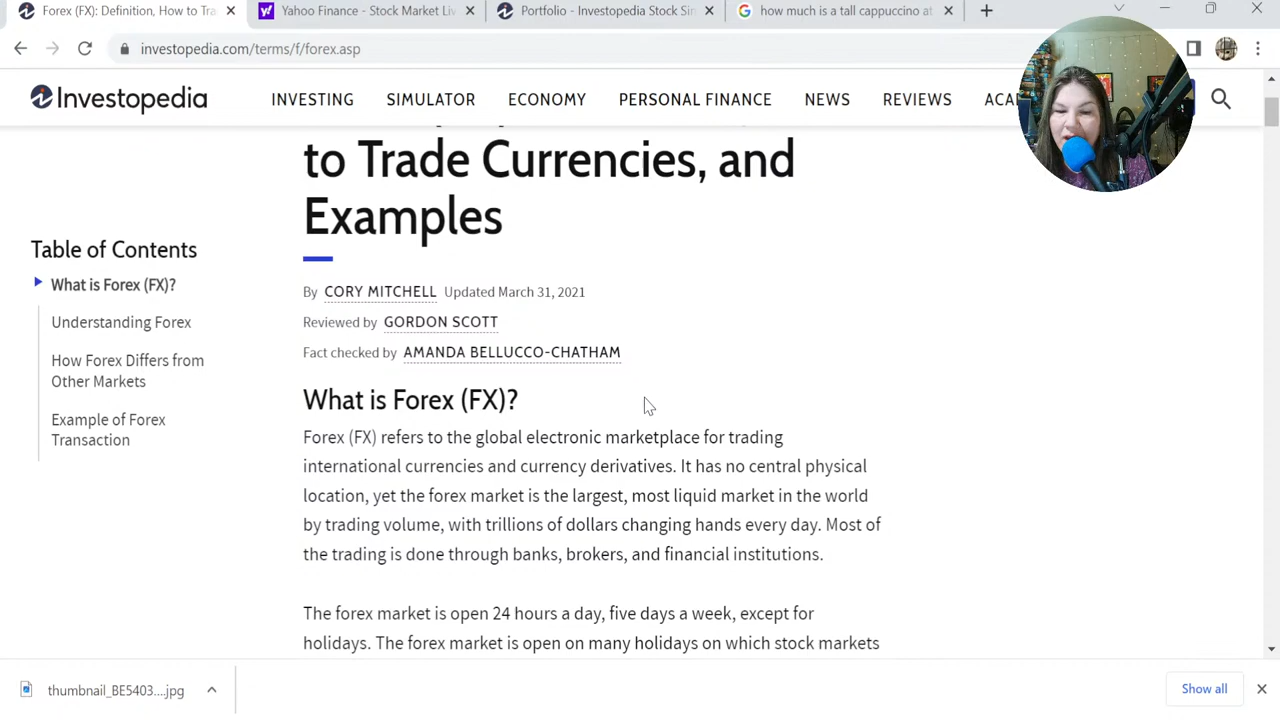 Forex (FX): Definition, How to Tra
Yahoo Finance - Stock Market Liv
Portfolio - Investopedia Stock Sim
how much is a tall cappuccino at
investopedia.com/terms/f/forex.asp
Investopedia
INVESTING
SIMULATOR
ECONOMY
PERSONAL FINANCE
NEWS
REVIEWS
ACA
to Trade Currencies, and
Examples
Table of Contents
What is Forex (FX)?
Understanding Forex
How Forex Differs from
Other Markets
Example of Forex
Transaction
By CORY MITCHELL Updated March 31, 2021
Reviewed by GORDON SCOTT
Fact checked by AMANDA BELLUCCO-CHATHAM
What is Forex (FX)?
Forex (FX) refers to the global electronic marketplace for trading
international currencies and currency derivatives. It has no central physical
location, yet the forex market is the largest, most liquid market in the world
by trading volume, with trillions of dollars changing hands every day. Most of
the trading is done through banks, brokers, and financial institutions.
The forex market is open 24 hours a day, five days a week, except for
holidays. The forex market is open on many holidays on which stock markets
thumbnail_BE5403....jpg
Show all